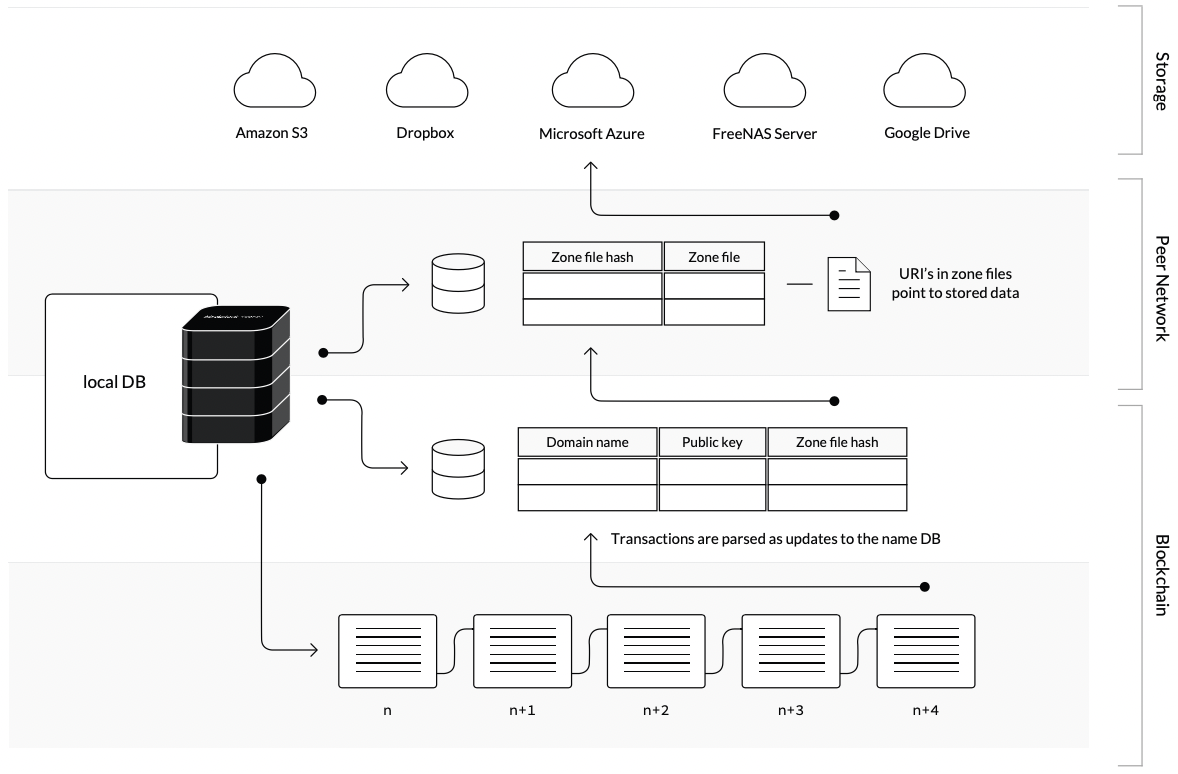 Amazon S3
Dropbox
Microsoft Azure
FreeNAS Server
Google Drive
Storage
Zone file hash
Zone file
URI's in zone files
point to stored data
Peer Network
local DB
Domain name
Public key
Zone file hash
Transactions are parsed as updates to the name DB
Blockchain
n
n+1
n+2
n+3
n+4